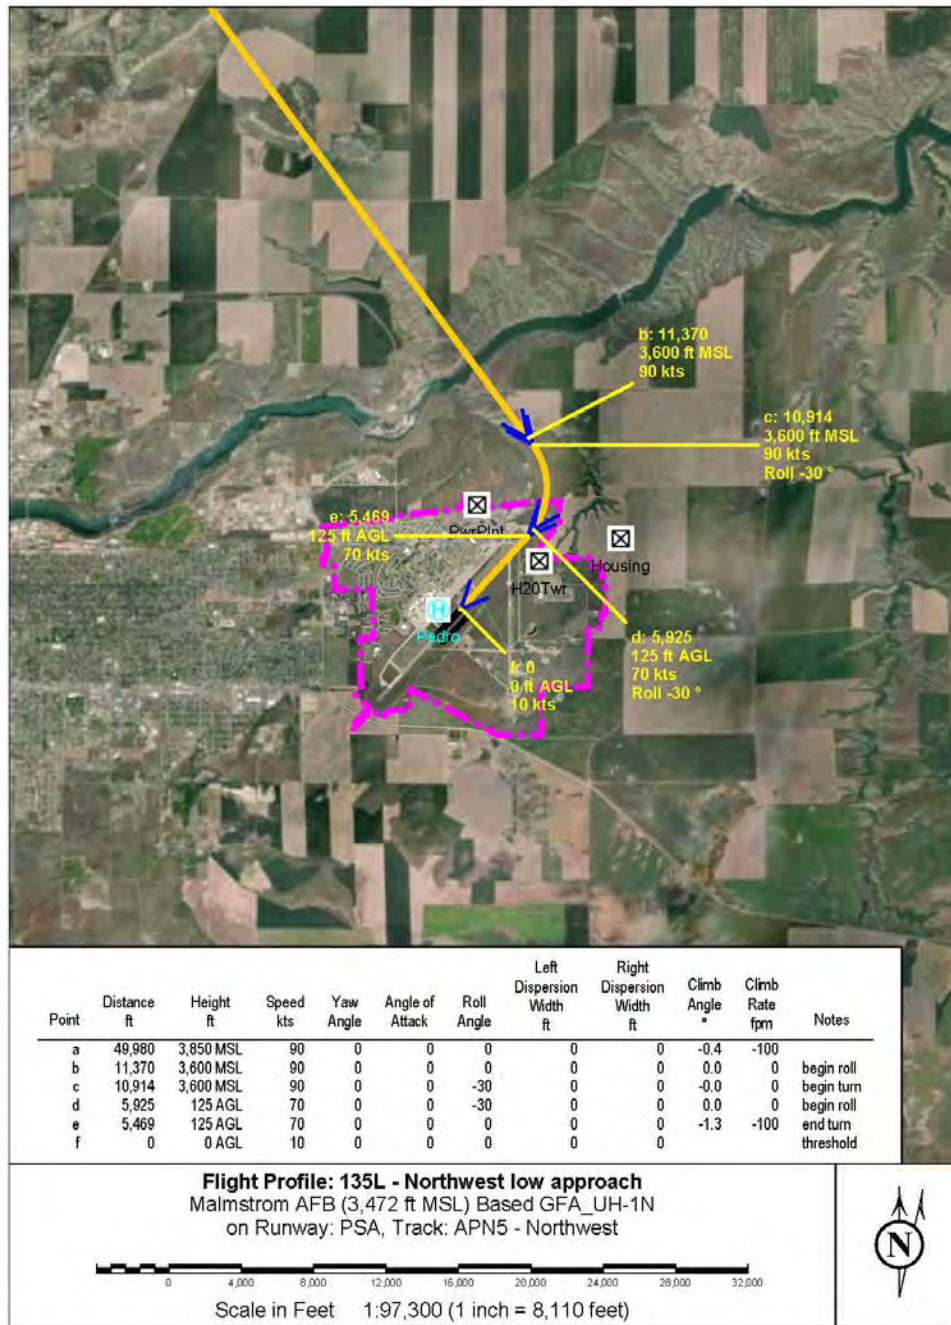 b: 11,370
3,600 ft MSL
90 kts
c: 10,914
3,600 ft MSL
90 kts
Roll -30 °
e: 5,469
125 ft AGL
70 kts
PwrPlnt
Housing
H20Twr
Pedro
d: 5,925
125 ft AGL
70 kts
Roll -30 °
f: 0
0 ft AGL
10 kts
Point Distance ft Height ft Speed kts Yaw Angle Angle of Attack Roll Angle Left Dispersion Width ft Right Dispersion Width ft Climb Angle ° Climb Rate fpm Notes
a 49,980 3,850 MSL 90 0 0 0 0 0 -0.4 -100
b 11,370 3,600 MSL 90 0 0 0 0 0 0.0 0 begin roll
c 10,914 3,600 MSL 90 0 0 -30 0 0 -0.0 0 begin turn
d 5,925 125 AGL 70 0 0 -30 0 0 0.0 0 begin roll
e 5,469 125 AGL 70 0 0 0 0 0 -1.3 -100 end turn
f 0 0 AGL 10 0 0 0 0 0 threshold
Flight Profile: 135L - Northwest low approach
Malmstrom AFB (3,472 ft MSL) Based GFA_UH-1N
on Runway: PSA, Track: APN5 - Northwest
0 4,000 8,000 12,000 16,000 20,000 24,000 28,000 32,000
Scale in Feet 1:97,300 (1 inch = 8,110 feet)
N
H